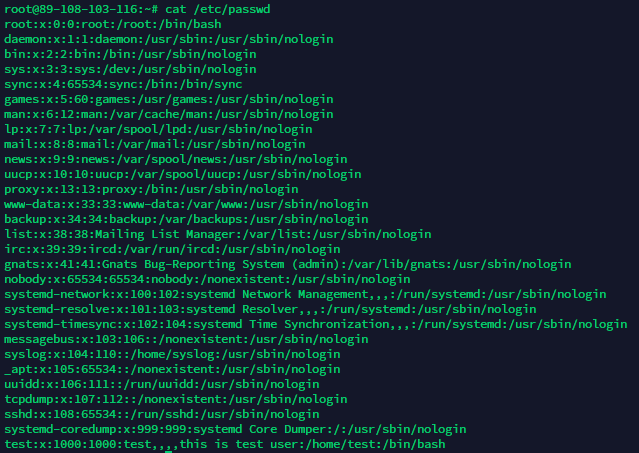 root@89-108-103-116:~# cat /etc/passwd
root:x:0:0:root:/root:/bin/bash
daemon:x:1:1:daemon:/usr/sbin:/usr/sbin/nologin
bin:x:2:2:bin:/bin:/usr/sbin/nologin
sys:x:3:3:sys:/dev:/usr/sbin/nologin
sync:x:4:65534:sync:/bin:/bin/sync
games:x:5:60:games:/usr/games:/usr/sbin/nologin
man:x:6:12:man:/var/cache/man:/usr/sbin/nologin
lp:x:7:7:lp:/var/spool/lpd:/usr/sbin/nologin
mail:x:8:8:mail:/var/mail:/usr/sbin/nologin
news:x:9:9:news:/var/spool/news:/usr/sbin/nologin
uucp:x:10:10:uucp:/var/spool/uucp:/usr/sbin/nologin
proxy:x:13:13:proxy:/bin:/usr/sbin/nologin
www-data:x:33:33:www-data:/var/www:/usr/sbin/nologin
backup:x:34:34:backup:/var/backups:/usr/sbin/nologin
list:x:38:38:Mailing List Manager:/var/list:/usr/sbin/nologin
irc:x:39:39:ircd:/var/run/ircd:/usr/sbin/nologin
gnats:x:41:41:Gnats Bug-Reporting System (admin):/var/lib/gnats:/usr/sbin/nologin
nobody:x:65534:65534:nobody:/nonexistent:/usr/sbin/nologin
systemd-network:x:100:102:systemd Network Management,,,:/run/systemd:/usr/sbin/nologin
systemd-resolve:x:101:103:systemd Resolver,,,:/run/systemd:/usr/sbin/nologin
systemd-timesync:x:102:104:systemd Time Synchronization,,,:/run/systemd:/usr/sbin/nologin
messagebus:x:103:106::/nonexistent:/usr/sbin/nologin
syslog:x:104:110::/home/syslog:/usr/sbin/nologin
_apt:x:105:65534::/nonexistent:/usr/sbin/nologin
uuidd:x:106:111::/run/uuidd:/usr/sbin/nologin
tcpdump:x:107:112::/nonexistent:/usr/sbin/nologin
sshd:x:108:65534::/run/sshd:/usr/sbin/nologin
systemd-coredump:x:999:999:systemd Core Dumper:/:/usr/sbin/nologin
test:x:1000:1000:test,,,,this is test user:/home/test:/bin/bash